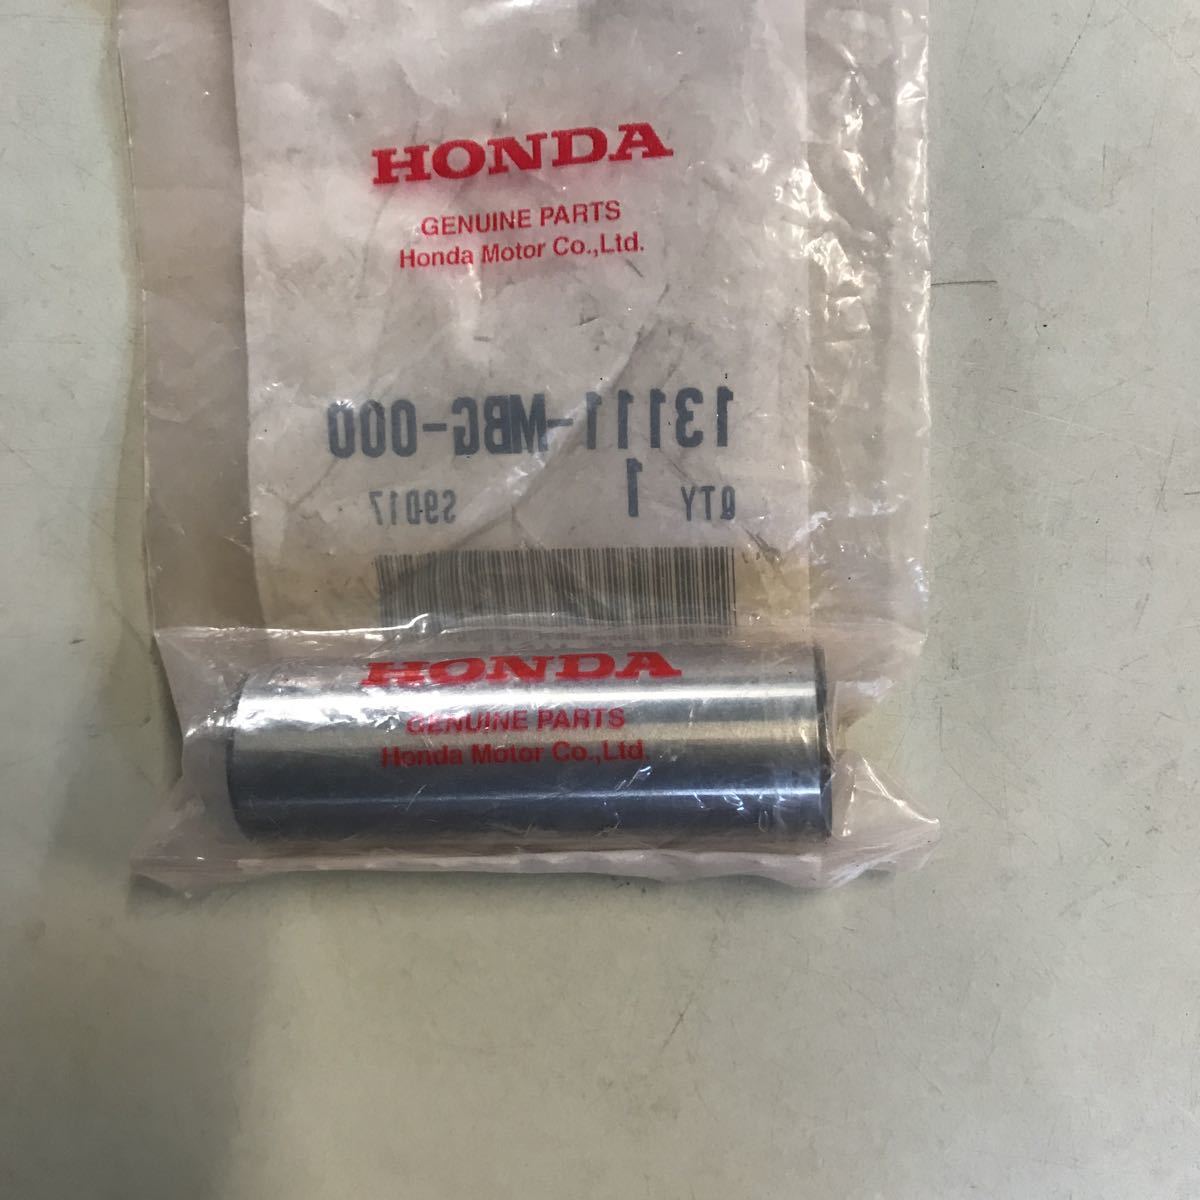 HONDA
GENUINE PARTS
Honda Motor Co.,Ltd.
13111-MBG-000
QTY 1
S9D17
HONDA
GENUINE PARTS
Honda Motor Co.,Ltd.